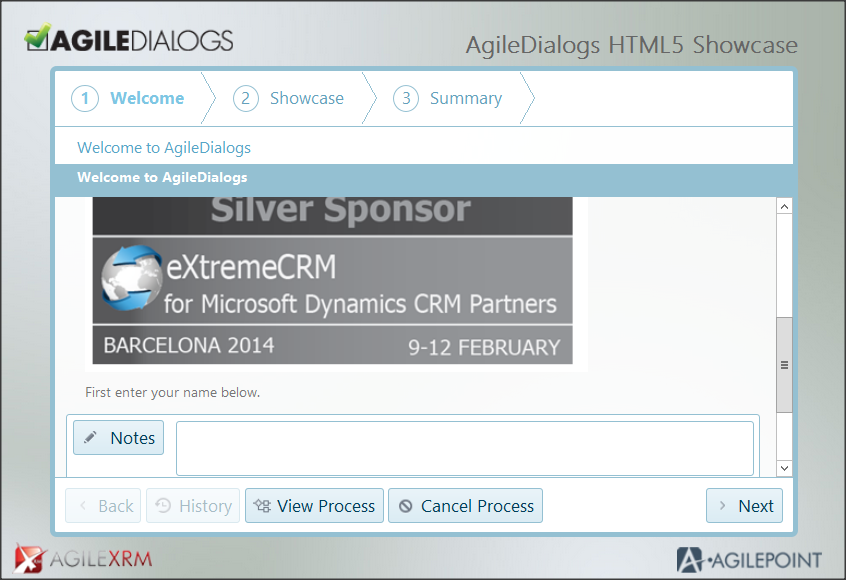 AGILEDIALOGS
AgileDialogs HTML5 Showcase
1 Welcome
2 Showcase
3 Summary
Welcome to AgileDialogs
Welcome to AgileDialogs
Silver Sponsor
eXtremeCRM
for Microsoft Dynamics CRM Partners
BARCELONA 2014 9-12 FEBRUARY
First enter your name below.
Notes
Back History View Process Cancel Process Next
AGILEXRM
AGILEPOINT